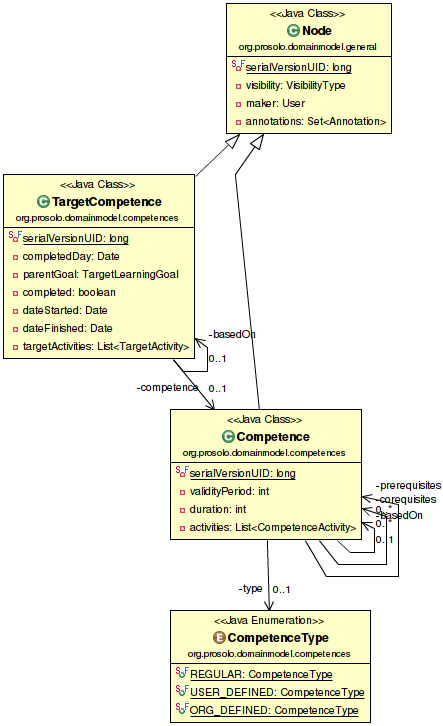 <<Java Class>>
Node
org.prosolo.domainmodel.general
serialVersionUID: long
visibility: VisibilityType
maker: User
annotations: Set<Annotation>
<<Java Class>>
TargetCompetence
org.prosolo.domainmodel.competences
serialVersionUID: long
completedDay: Date
parentGoal: TargetLearningGoal
completed: boolean
dateStarted: Date
dateFinished: Date
targetActivities: List<TargetActivity>
-basedOn
0..1
-competence
0..1
<<Java Class>>
Competence
org.prosolo.domainmodel.competences
serialVersionUID: long
validityPeriod: int
duration: int
activities: List<CompetenceActivity>
-prerequisites
-corequisites
0..*
-basedOn
0..*
0..1
-type
0..1
<<Java Enumeration>>
CompetenceType
org.prosolo.domainmodel.competences
REGULAR: CompetenceType
USER_DEFINED: CompetenceType
ORG_DEFINED: CompetenceType